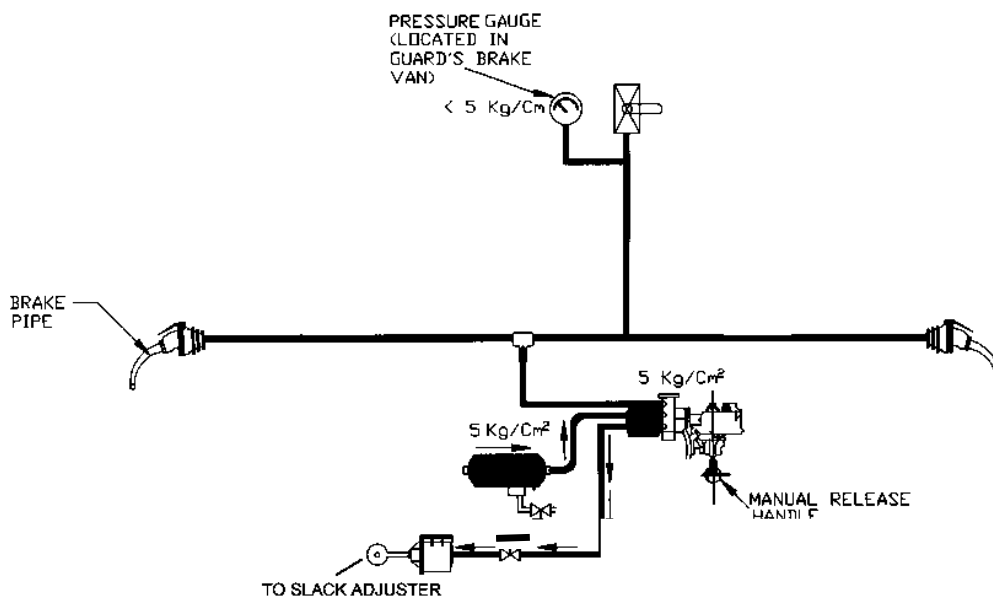 PRESSURE GAUGE
(LOCATED IN
GUARD'S BRAKE
VAN)
< 5 Kg/Cm
BRAKE
PIPE
5 Kg/Cm²
5 Kg/Cm²
MANUAL RELEASE
HANDLE
TO SLACK ADJUSTER